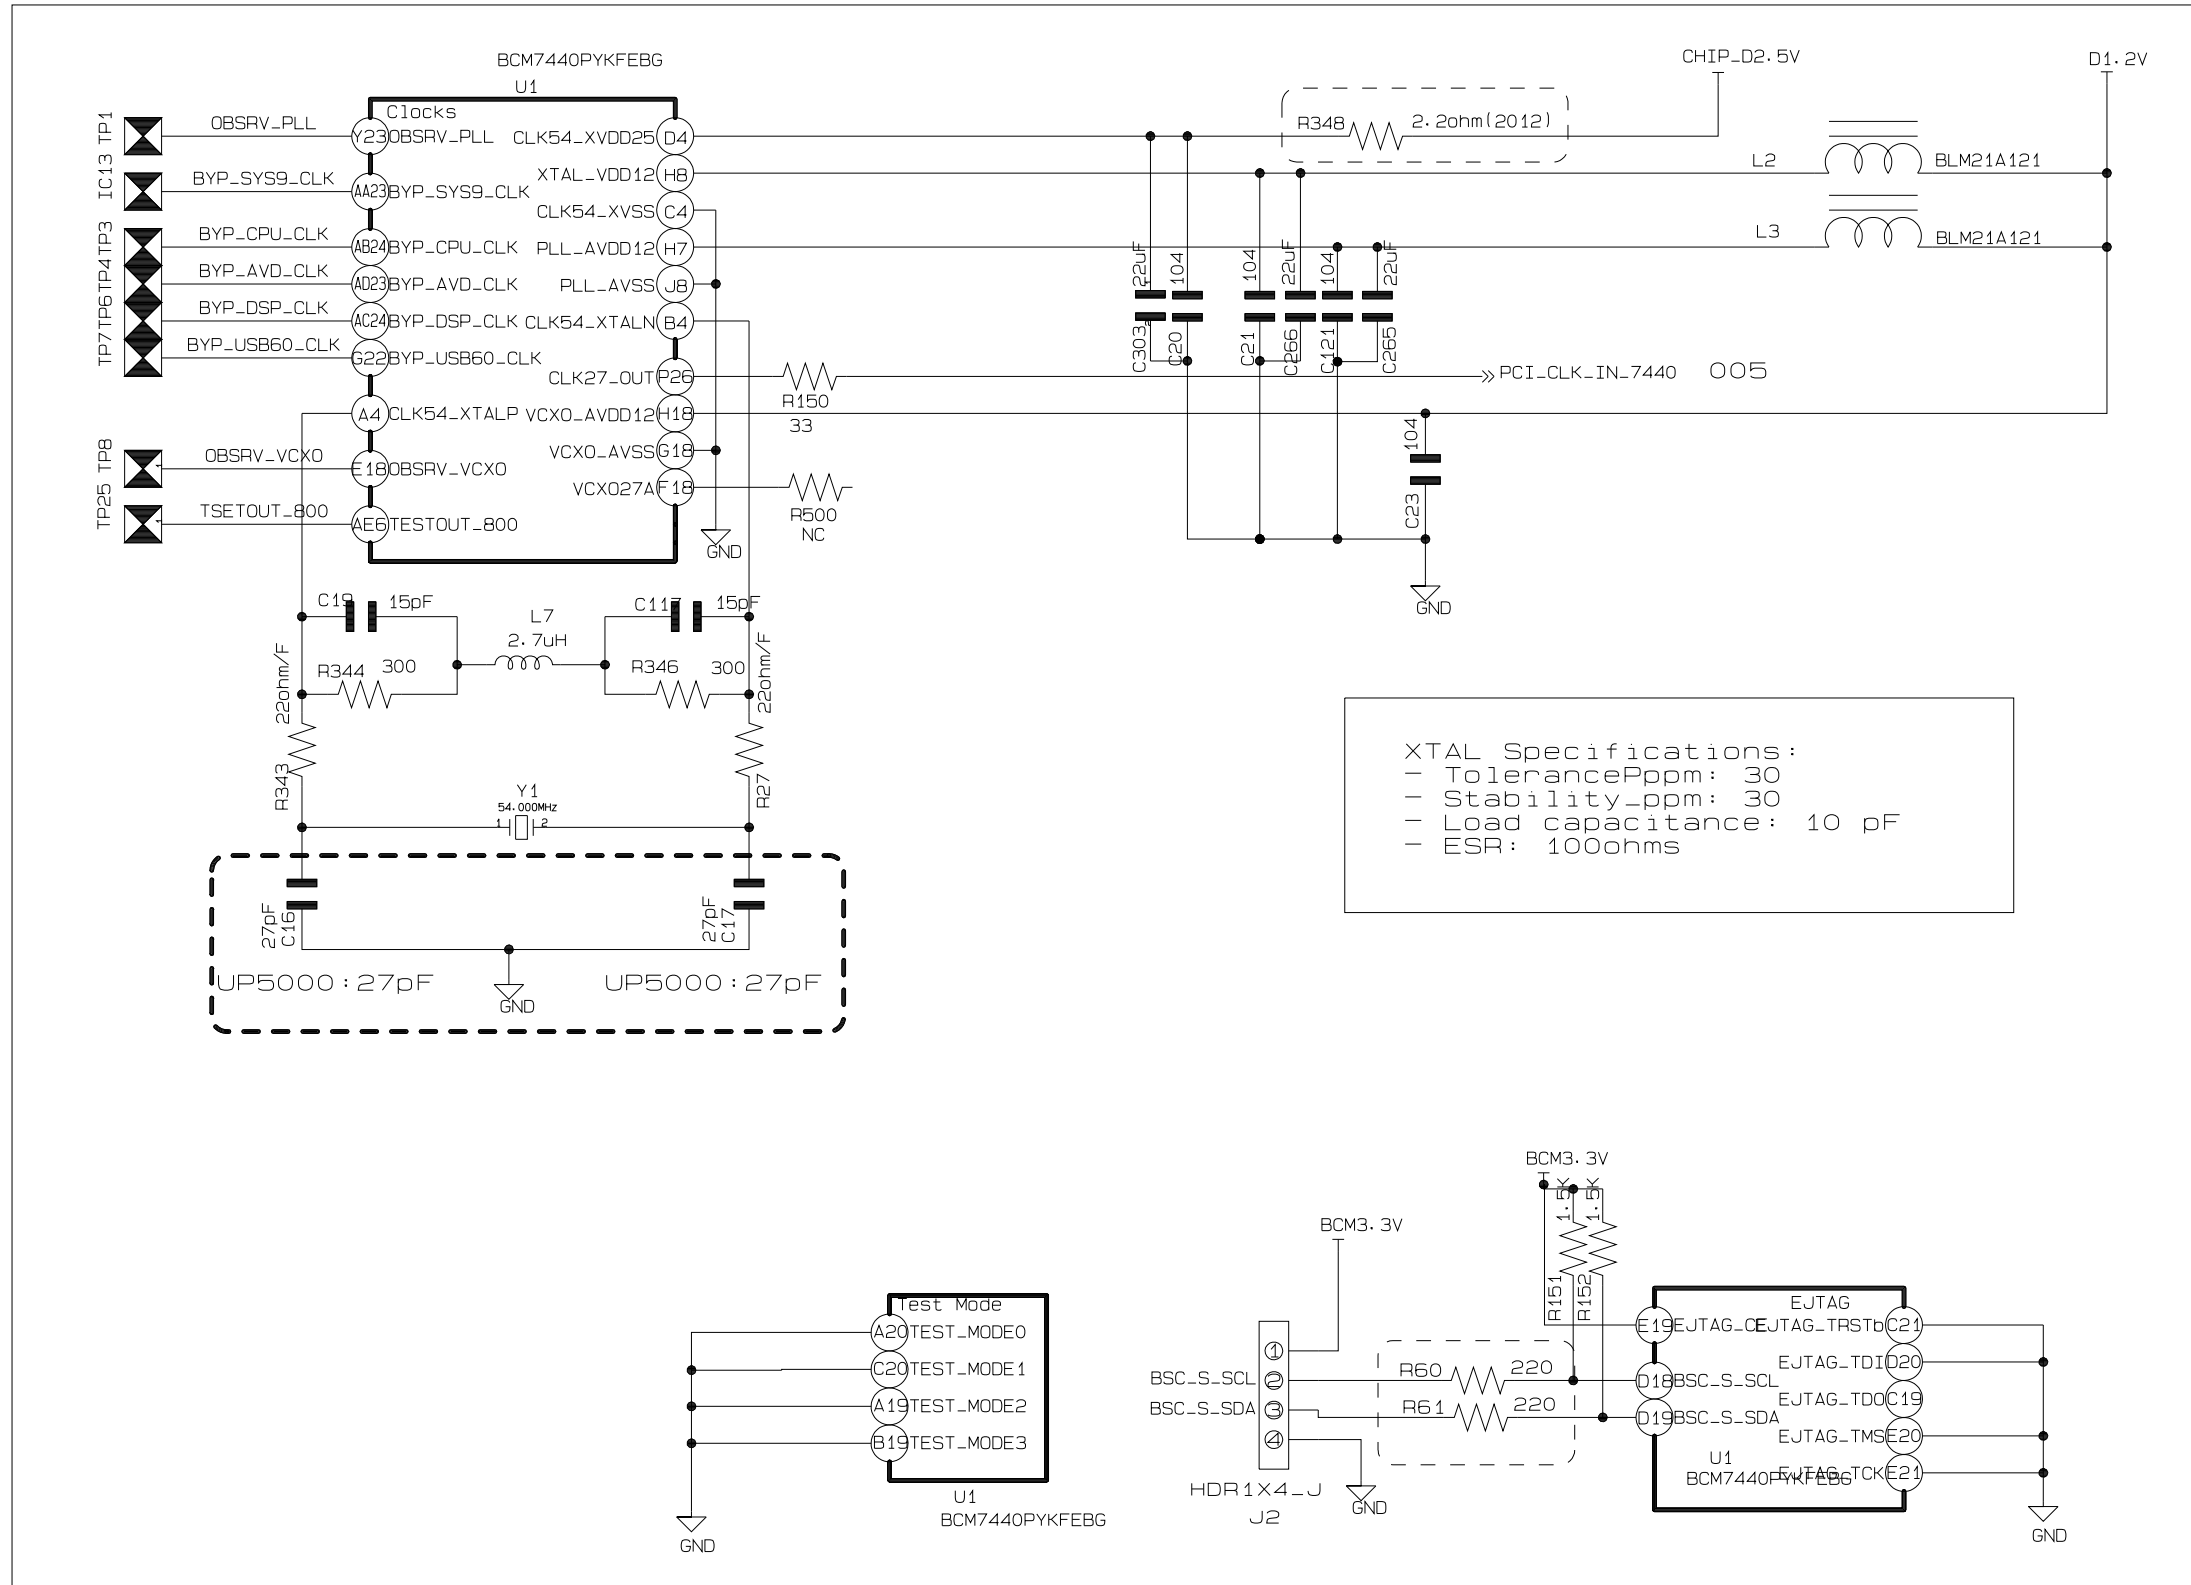 BCM7440PYKFEBG
U1
Clocks
CHIP_D2.5V
D1.2V
TP1
OBSRV_PLL
Y23 OBSRV_PLL
CLK54_XVDD25 D4
R348
2.2ohm(2012)
IC13
BYP_SYS9_CLK
AA23 BYP_SYS9_CLK
XTAL_VDD12 H8
L2
BLM21A121
CLK54_XVSS C4
TP3
BYP_CPU_CLK
AB24 BYP_CPU_CLK
PLL_AVDD12 H7
L3
BLM21A121
TP4
BYP_AVD_CLK
AD23 BYP_AVD_CLK
PLL_AVSS J8
22uF
104
104
22uF
104
22uF
TP6
BYP_DSP_CLK
AC24 BYP_DSP_CLK
CLK54_XTALN B4
C303
2
C20
C21
C266
C121
C265
TP7
BYP_USB60_CLK
G22 BYP_USB60_CLK
CLK27_OUT P26
R150
33
PCI_CLK_IN_7440 005
A4 CLK54_XTALP
VCXO_AVDD12 H18
104
C23
TP8
OBSRV_VCXO
E18 OBSRV_VCXO
VCXO_AVSS G18
VCXO27A F18
R500
NC
TP25
TSETOUT_800
AE6 TESTOUT_800
GND
GND
C19 15pF
C117 15pF
L7
2.7uH
22ohm/F
R344 300
R346 300
22ohm/F
R343
R27
Y1
54.000MHz
1 2
27pF
C16
27pF
C17
UP5000:27pF
UP5000:27pF
GND
XTAL Specifications:
- TolerancePppm: 30
- Stability_ppm: 30
- Load capacitance: 10 pF
- ESR: 100ohms
Test Mode
A20 TEST_MODE0
C20 TEST_MODE1
A19 TEST_MODE2
B19 TEST_MODE3
U1
BCM7440PYKFEBG
GND
BCM3.3V
BCM3.3V
1.5K
1.5K
R151
R152
1
BSC_S_SCL 2
BSC_S_SDA 3
4
HDR1X4_J
J2
GND
R60 220
R61 220
EJTAG
E19 EJTAG_CE
EJTAG_TRSTb C21
EJTAG_TDI D20
D18 BSC_S_SCL
EJTAG_TDO C19
D19 BSC_S_SDA
EJTAG_TMS E20
U1
BCM7440PYKFEBG
EJTAG_TCK E21
GND